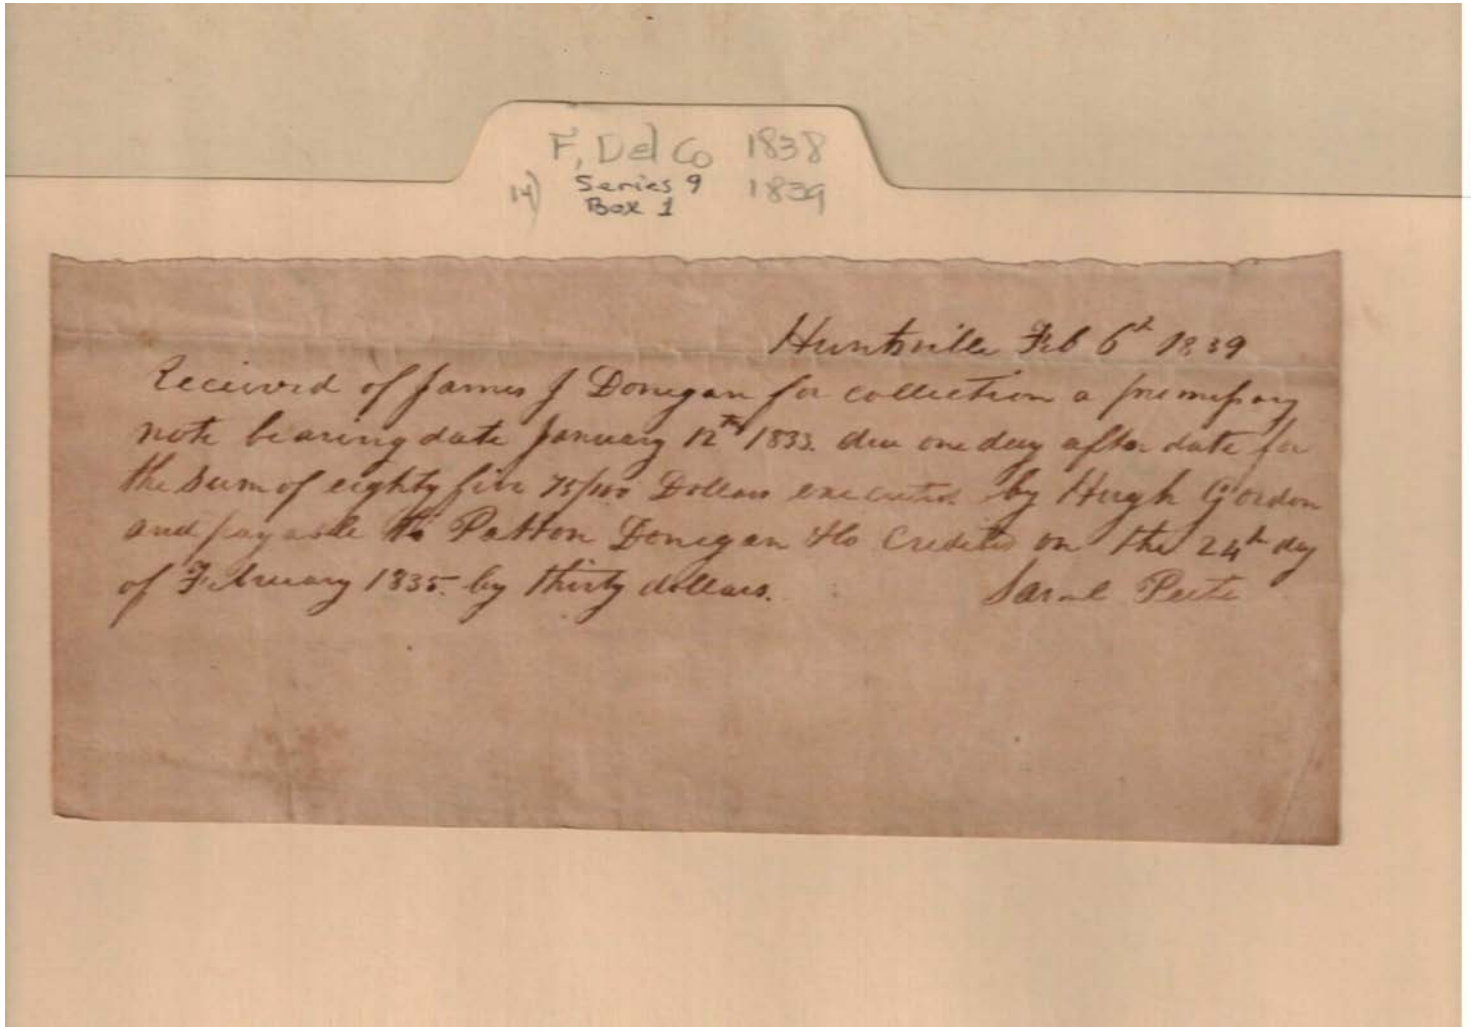 F, Del Co 1838
14) Series 9 1839
Box 1
Huntsville Feb 6th 1839
Received of James J Donegan for collection a promissory
note bearing date January 12th 1833. due one day after date for
the sum of eighty five 75/100 Dollars executed by Hugh Gordon
and payable to Patton Donegan &Co Credited on the 24th day
of February 1835. by thirty dollars.
Peete